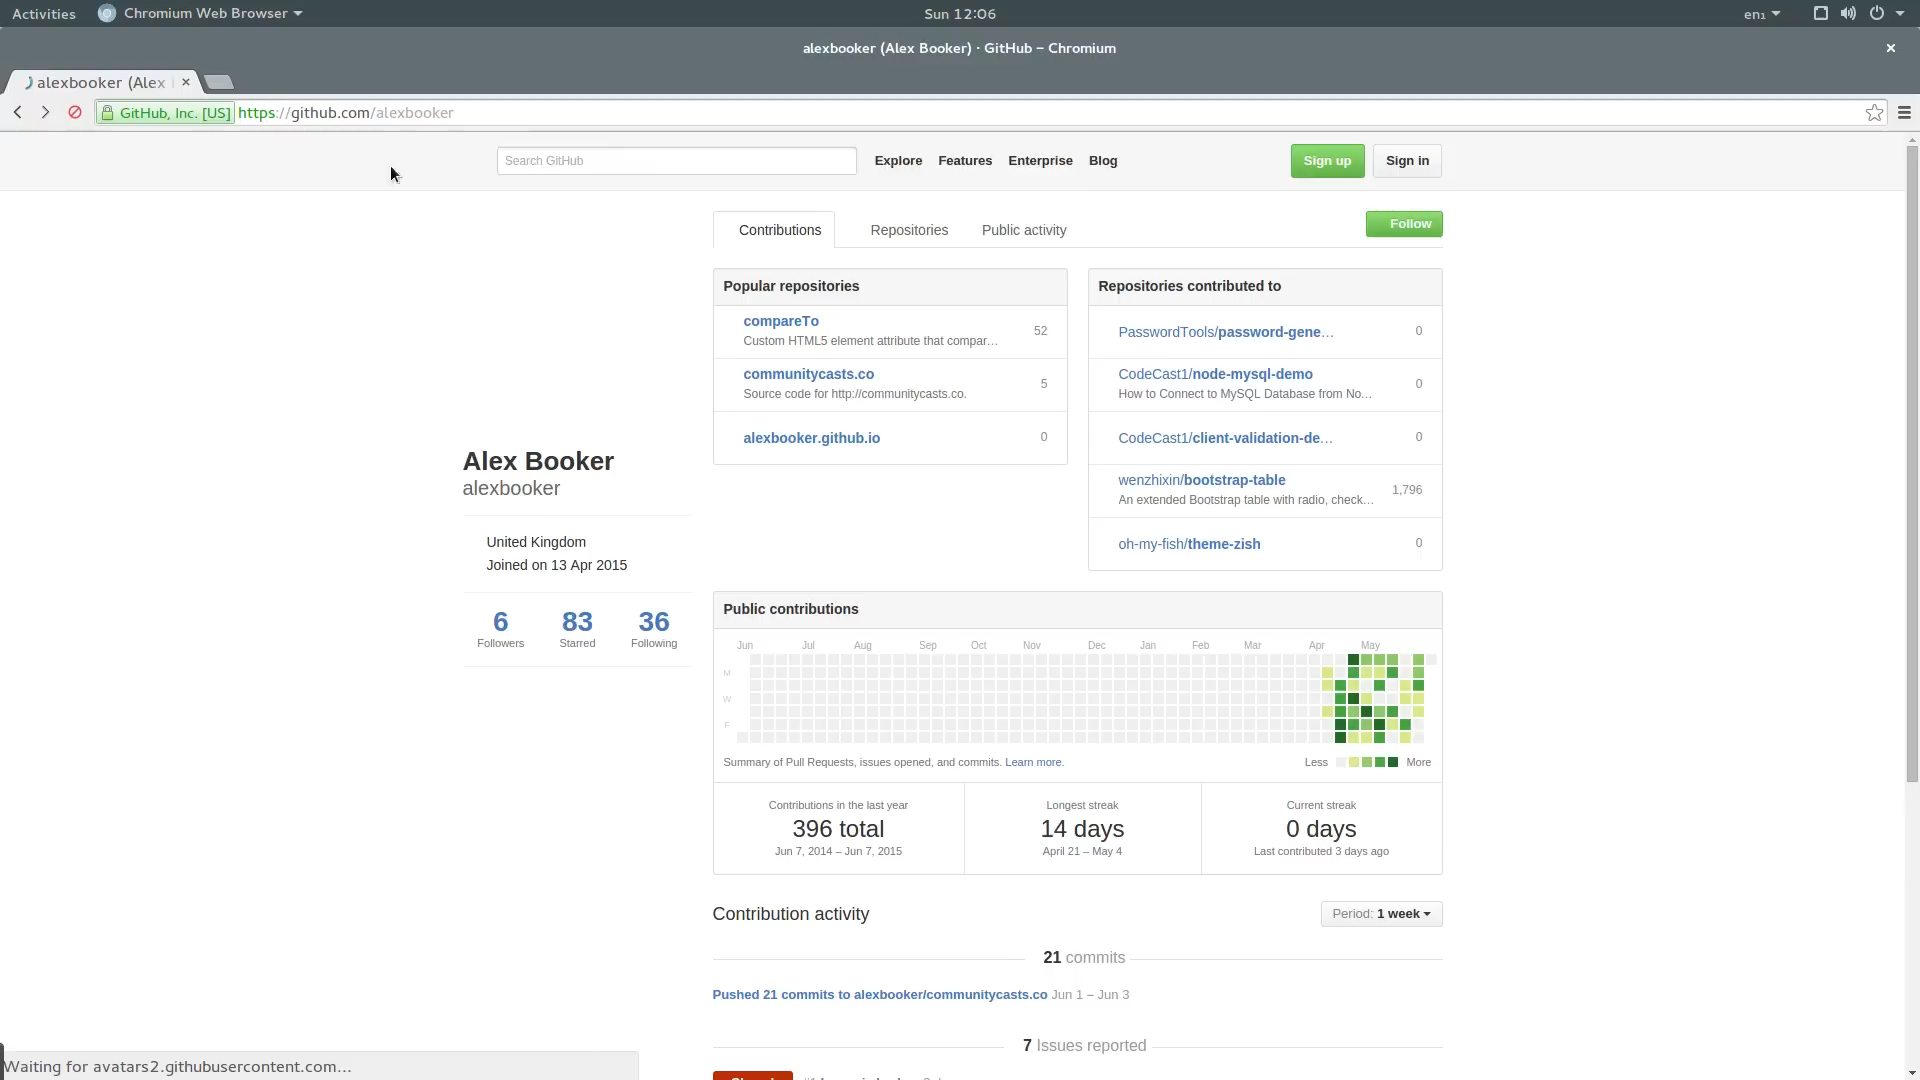 Activities
Chromium Web Browser
Sun 12:06
en₁
alexbooker (Alex Booker) · GitHub – Chromium
alexbooker (Alex
GitHub, Inc. [US] https://github.com/alexbooker
Search GitHub
Explore Features Enterprise Blog
Sign up
Sign in
Contributions
Repositories
Public activity
Follow
Popular repositories
compareTo
Custom HTML5 element attribute that compar…
52
communitycasts.co
Source code for http://communitycasts.co.
5
alexbooker.github.io
0
Repositories contributed to
PasswordTools/password-gene…
0
CodeCast1/node-mysql-demo
How to Connect to MySQL Database from No…
0
CodeCast1/client-validation-de…
0
wenzhixin/bootstrap-table
An extended Bootstrap table with radio, check…
1,796
oh-my-fish/theme-zish
0
Alex Booker
alexbooker
United Kingdom
Joined on 13 Apr 2015
6 83 36
Followers Starred Following
Public contributions
Jun Jul Aug Sep Oct Nov Dec Jan Feb Mar Apr May
M
W
F
Summary of Pull Requests, issues opened, and commits. Learn more.
Less More
Contributions in the last year
396 total
Jun 7, 2014 – Jun 7, 2015
Longest streak
14 days
April 21 – May 4
Current streak
0 days
Last contributed 3 days ago
Contribution activity
Period: 1 week
21 commits
Pushed 21 commits to alexbooker/communitycasts.co Jun 1 – Jun 3
7 Issues reported
Waiting for avatars2.githubusercontent.com…